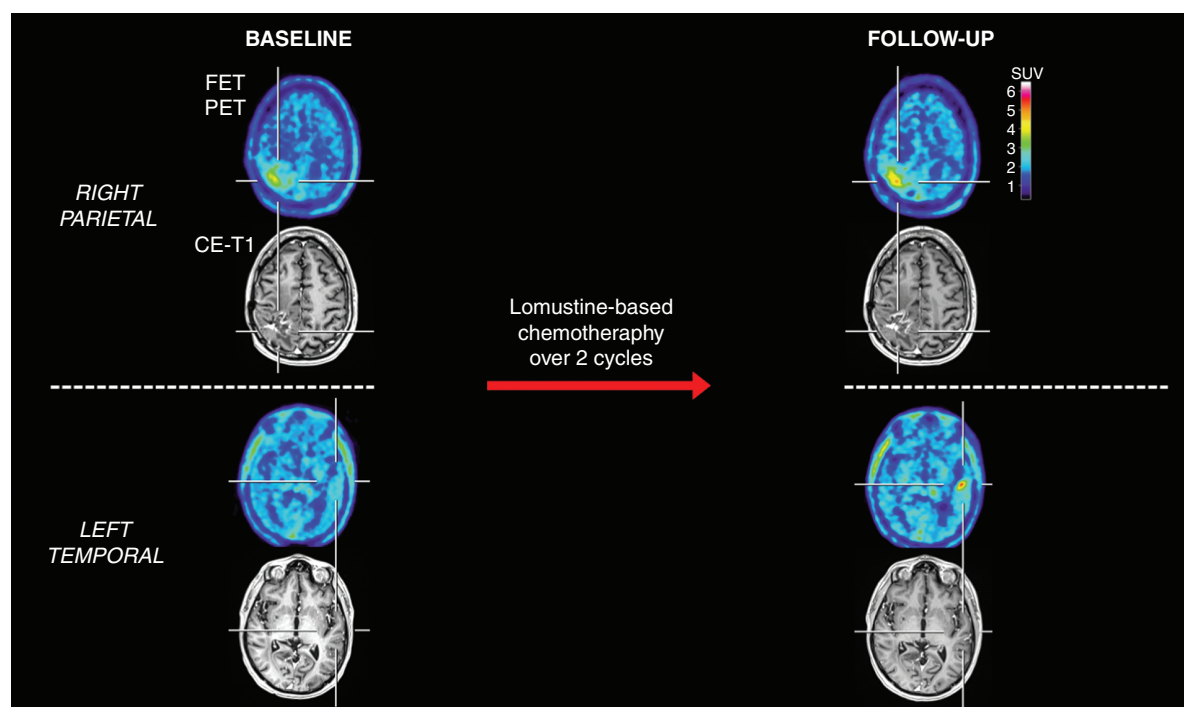 BASELINE
FOLLOW-UP
FET
PET
SUV
6
5
4
3
2
1
RIGHT
PARIETAL
CE-T1
Lomustine-based
chemotheraphy
over 2 cycles
LEFT
TEMPORAL